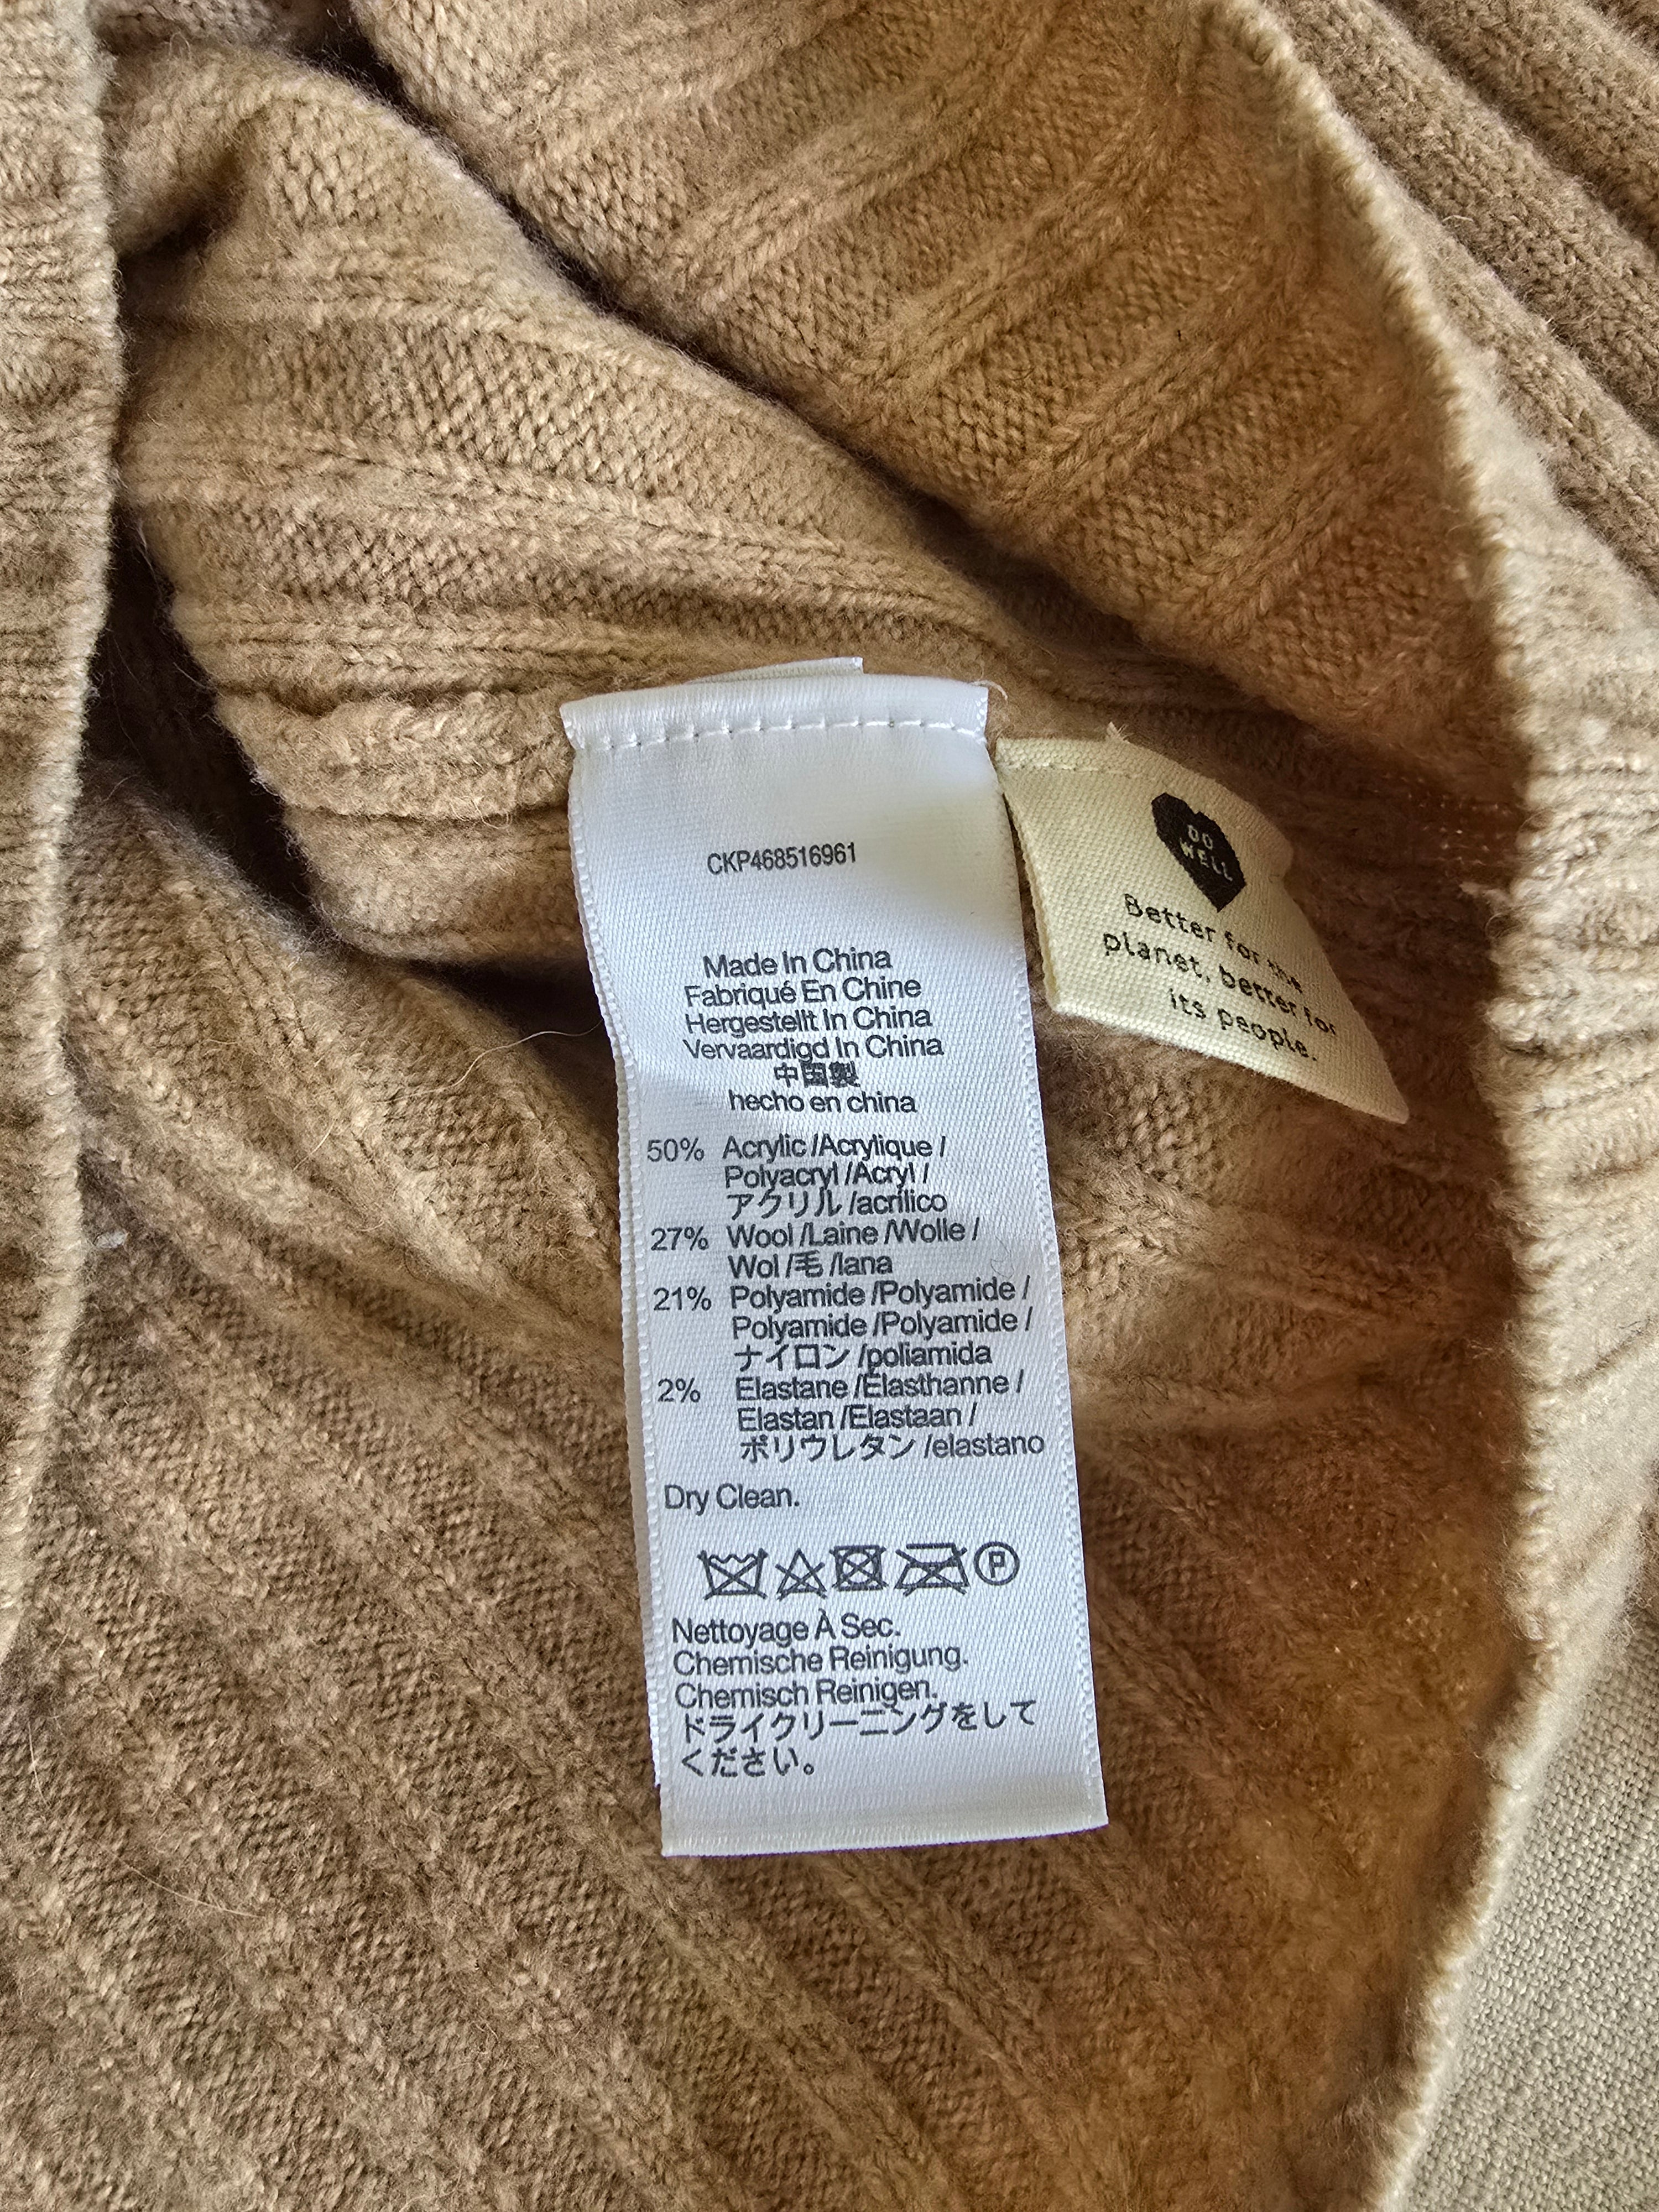 CKP468516961
Made In China
Fabriqué En Chine
Hergestellt In China
Vervaardigd In China
中国製
hecho en china
50% Acrylic /Acrylique /
Polyacryl /Acryl /
アクリル /acrílico
27% Wool /Laine /Wolle /
Wol /毛 /lana
21% Polyamide /Polyamide /
Polyamide /Polyamide /
ナイロン /poliamida
2% Elastane /Élasthanne /
Elastan /Elastaan /
ポリウレタン /elastano
Dry Clean.
P
Nettoyage À Sec.
Chemische Reinigung.
Chemisch Reinigen.
ドライクリーニングをして
ください。
DO
WELL
Better for the
planet, better for
its people.